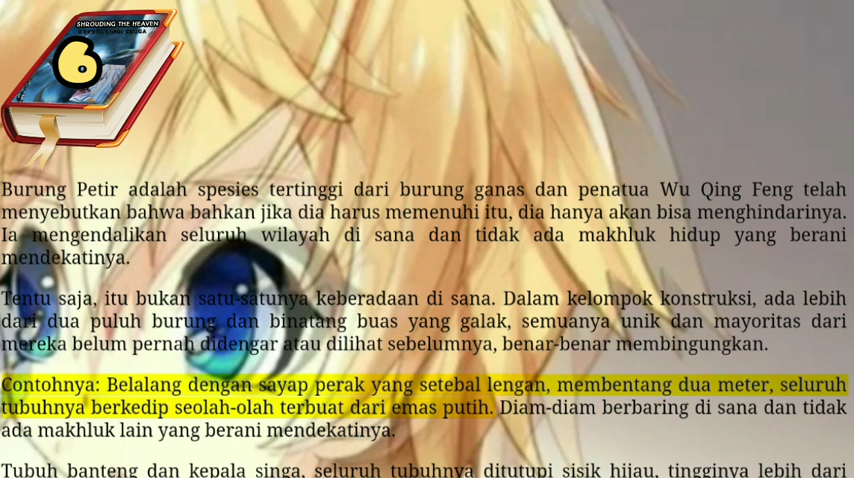 SHROUDING THE HEAVEN
6
Burung Petir adalah spesies tertinggi dari burung ganas dan penatua Wu Qing Feng telah
menyebutkan bahwa bahkan jika dia harus memenuhi itu, dia hanya akan bisa menghindarinya.
Ia mengendalikan seluruh wilayah di sana dan tidak ada makhluk hidup yang berani
mendekatinya.
Tentu saja, itu bukan satu-satunya keberadaan di sana. Dalam kelompok konstruksi, ada lebih
dari dua puluh burung dan binatang buas yang galak, semuanya unik dan mayoritas dari
mereka belum pernah didengar atau dilihat sebelumnya, benar-benar membingungkan.
Contohnya: Belalang dengan sayap perak yang setebal lengan, membentang dua meter, seluruh
tubuhnya berkedip seolah-olah terbuat dari emas putih. Diam-diam berbaring di sana dan tidak
ada makhluk lain yang berani mendekatinya.
Tubuh banteng dan kepala singa, seluruh tubuhnya ditutupi sisik hijau, tingginya lebih dari